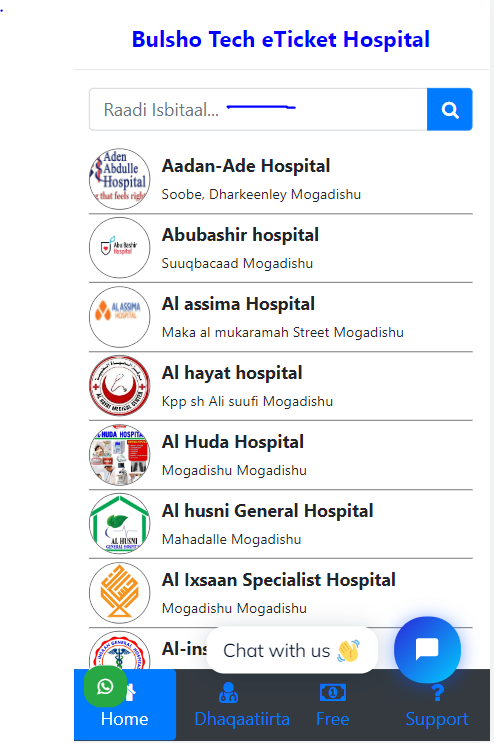 Bulsho Tech eTicket Hospital
Raadi Isbitaal...
Aden
Abdulle
Hospital
that feels righ
Aadan-Ade Hospital
Soobe, Dharkeenley Mogadishu
Abu Bashir
Hospital
Abubashir hospital
Suuqbacaad Mogadishu
AL ASSIMA
HOSPITAL
Al assima Hospital
Maka al mukaramah Street Mogadishu
AL HAYAT MEDICAL CENTER
Al hayat hospital
Kpp sh Ali suufi Mogadishu
HUDA HOSPITA
Al Huda Hospital
Mogadishu Mogadishu
AL HUSNI
GENERAL HOSPITAL
Al husni General Hospital
Mahadalle Mogadishu
Al Ixsaan Specialist Hospital
Mogadishu Mogadishu
Al-ins
Chat with us 👋
Home
Dhaqaatiirta
Free
Support